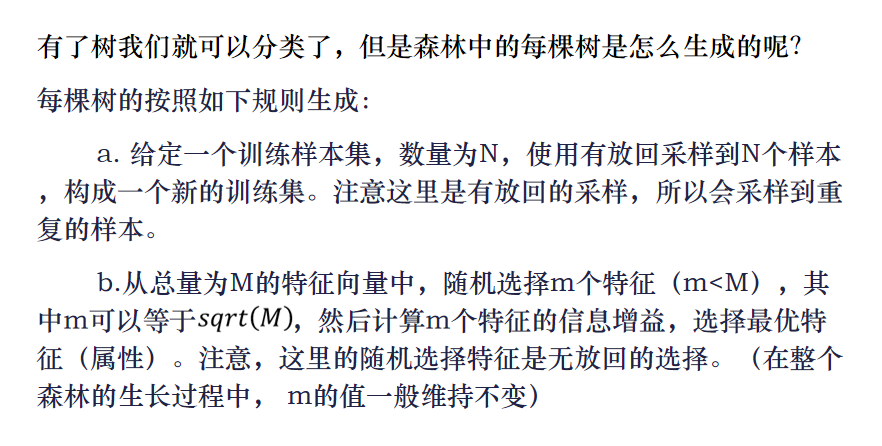 有了树我们就可以分类了，但是森林中的每棵树是怎么生成的呢？
每棵树的按照如下规则生成：
a. 给定一个训练样本集，数量为N，使用有放回采样到N个样本
，构成一个新的训练集。注意这里是有放回的采样，所以会采样到重
复的样本。
b.从总量为M的特征向量中，随机选择m个特征（m<M），其
中m可以等于sqrt(M)，然后计算m个特征的信息增益，选择最优特
征（属性）。注意，这里的随机选择特征是无放回的选择。（在整个
森林的生长过程中， m的值一般维持不变）